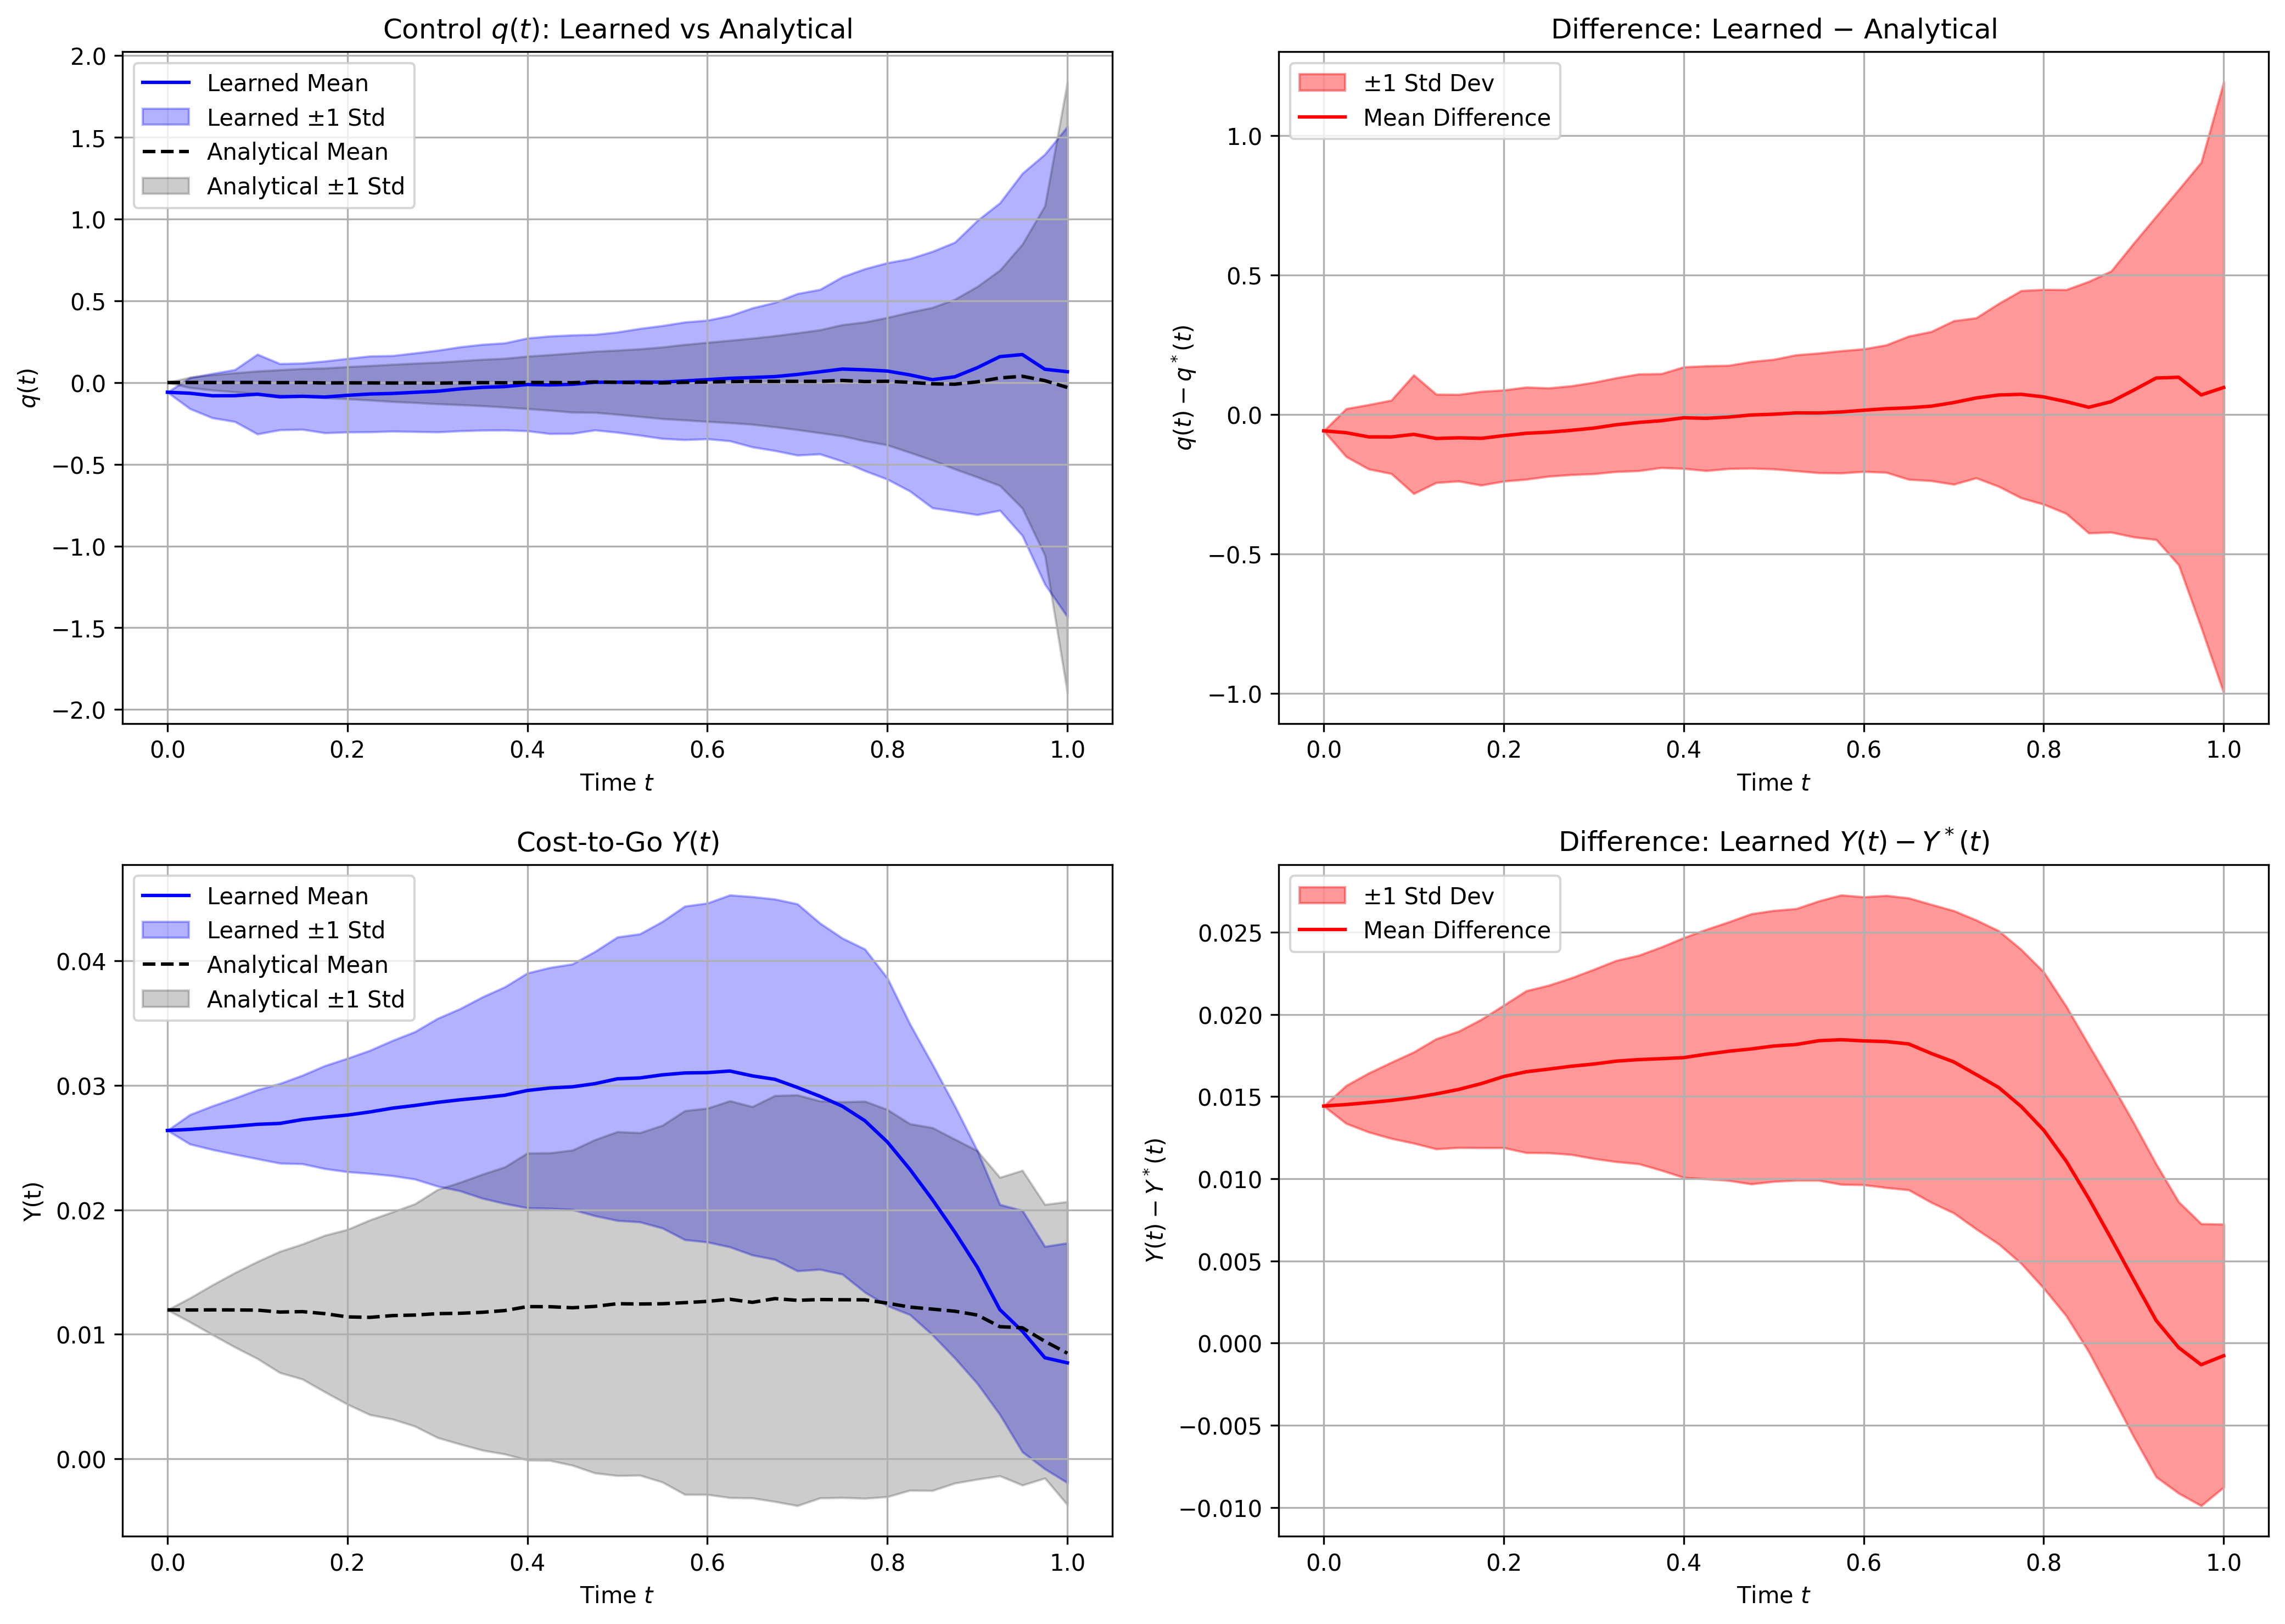 Control q(t): Learned vs Analytical
Learned Mean
Learned ±1 Std
Analytical Mean
Analytical ±1 Std
2.0
1.5
1.0
0.5
0.0
−0.5
−1.0
−1.5
−2.0
q(t)
0.0 0.2 0.4 0.6 0.8 1.0
Time t
Difference: Learned − Analytical
±1 Std Dev
Mean Difference
1.0
0.5
0.0
−0.5
−1.0
q(t) − q*(t)
0.0 0.2 0.4 0.6 0.8 1.0
Time t
Cost-to-Go Y(t)
Learned Mean
Learned ±1 Std
Analytical Mean
Analytical ±1 Std
0.04
0.03
0.02
0.01
0.00
Y(t)
0.0 0.2 0.4 0.6 0.8 1.0
Time t
Difference: Learned Y(t) − Y*(t)
±1 Std Dev
Mean Difference
0.025
0.020
0.015
0.010
0.005
0.000
−0.005
−0.010
Y(t) − Y*(t)
0.0 0.2 0.4 0.6 0.8 1.0
Time t